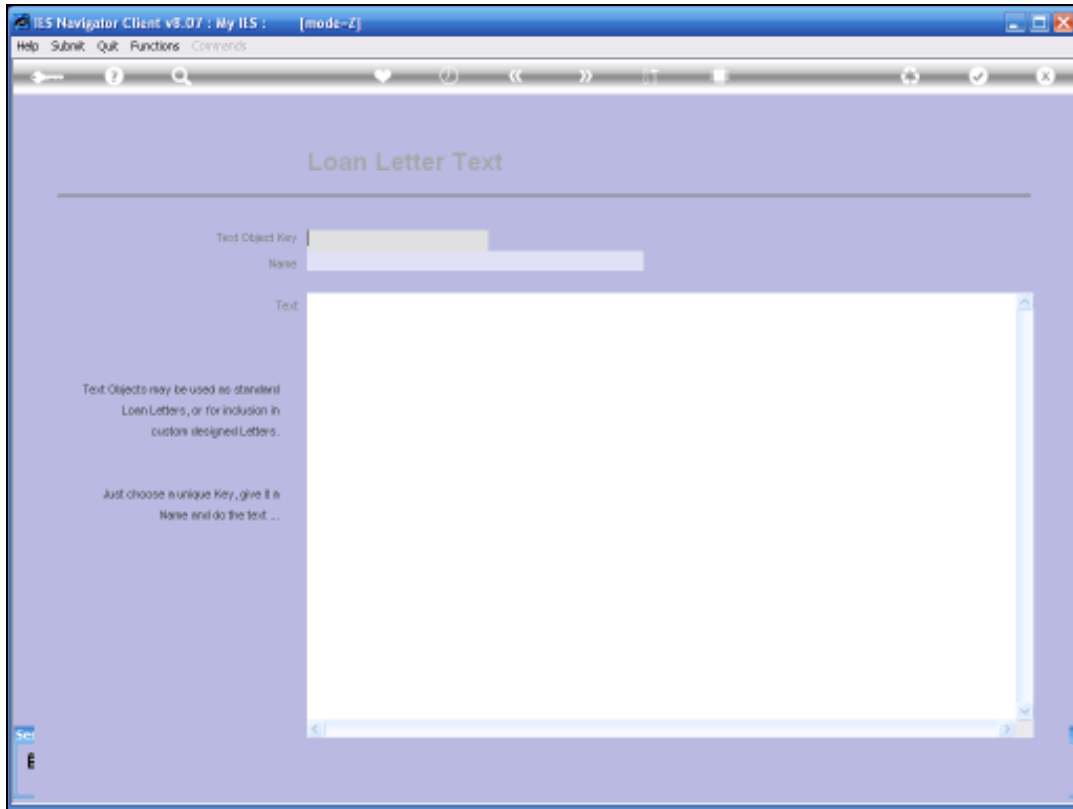 IES Navigator Client v8.07 : My IES : [mode=Z]
Help Submit Quit Functions Commends
Loan Letter Text
Text Object Key
Name
Text
Text Objects may be used as standard
Loan Letters, or for inclusion in
custom designed Letters.
Just choose a unique Key, give it a
Name and do the text ...
Ser